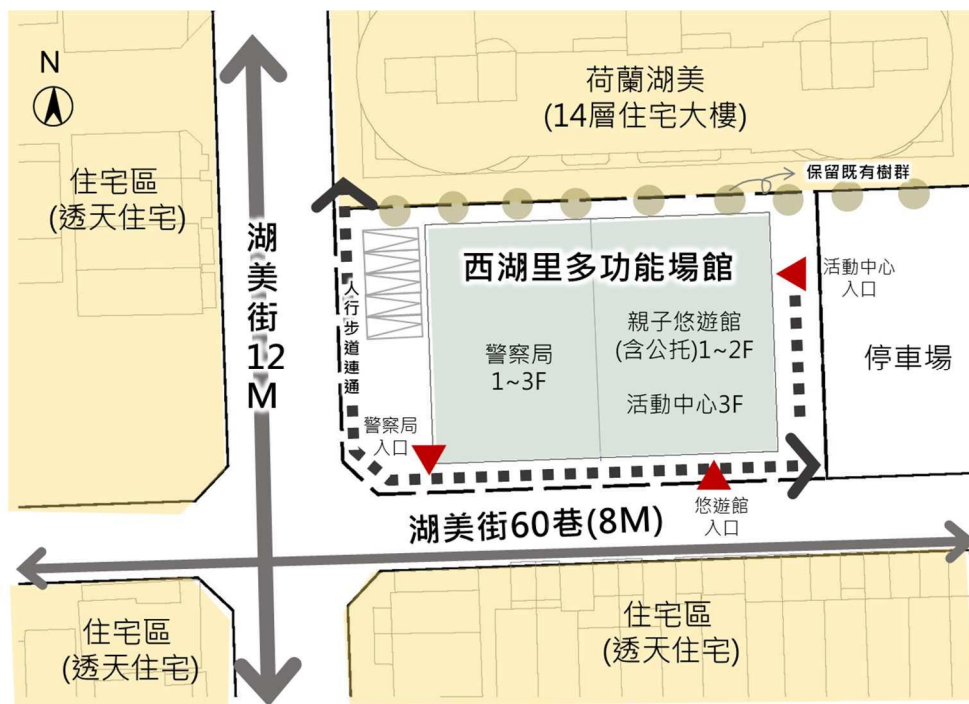 N
荷蘭湖美
(14層住宅大樓)
保留既有樹群
住宅區
(透天住宅)
湖美街12M
人行步道連通
西湖里多功能場館
活動中心
入口
警察局
1~3F
親子悠遊館
(含公托)1~2F
活動中心3F
停車場
警察局
入口
悠遊館
入口
湖美街60巷(8M)
住宅區
(透天住宅)
住宅區
(透天住宅)